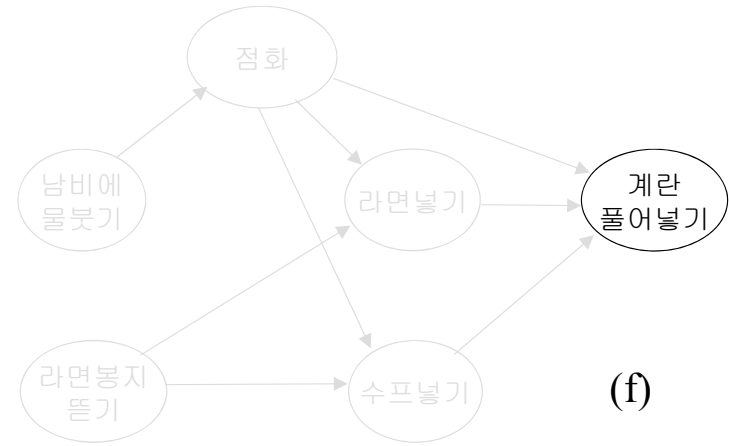 점화
남비에
물붓기
라면넣기
계란
풀어넣기
라면봉지
뜯기
수프넣기
(f)